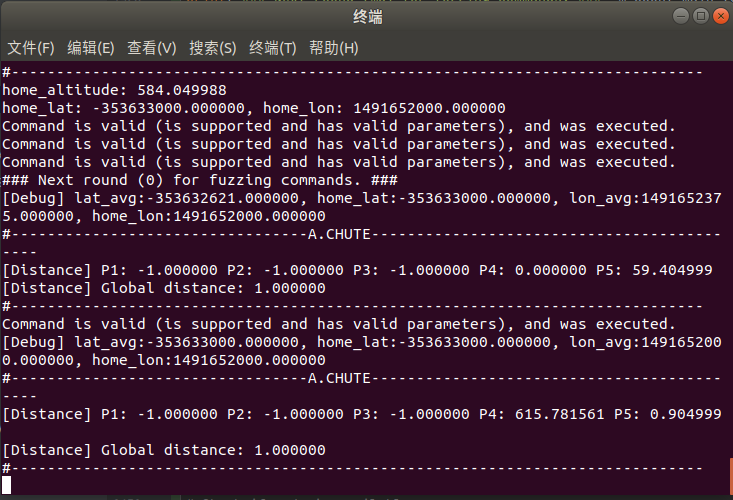 终端
文件(F) 编辑(E) 查看(V) 搜索(S) 终端(T) 帮助(H)
#-----------------------------------------------------------------------------
home_altitude: 584.049988
home_lat: -353633000.000000, home_lon: 1491652000.000000
Command is valid (is supported and has valid parameters), and was executed.
Command is valid (is supported and has valid parameters), and was executed.
Command is valid (is supported and has valid parameters), and was executed.
### Next round (0) for fuzzing commands. ###
[Debug] lat_avg:-353632621.000000, home_lat:-353633000.000000, lon_avg:149165237
5.000000, home_lon:1491652000.000000
#---------------------------------A.CHUTE---------------------------------------
----
[Distance] P1: -1.000000 P2: -1.000000 P3: -1.000000 P4: 0.000000 P5: 59.404999
[Distance] Global distance: 1.000000
#-----------------------------------------------------------------------------
Command is valid (is supported and has valid parameters), and was executed.
[Debug] lat_avg:-353633000.000000, home_lat:-353633000.000000, lon_avg:149165200
0.000000, home_lon:1491652000.000000
#---------------------------------A.CHUTE---------------------------------------
----
[Distance] P1: -1.000000 P2: -1.000000 P3: -1.000000 P4: 615.781561 P5: 0.904999
[Distance] Global distance: 1.000000
#-----------------------------------------------------------------------------